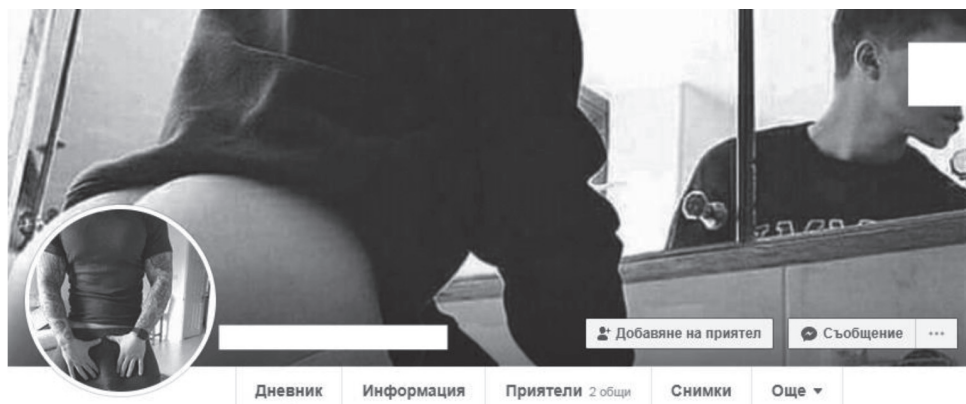 Добавяне на приятел
Съобщение
Дневник Информация Приятели 2 общи Снимки Още